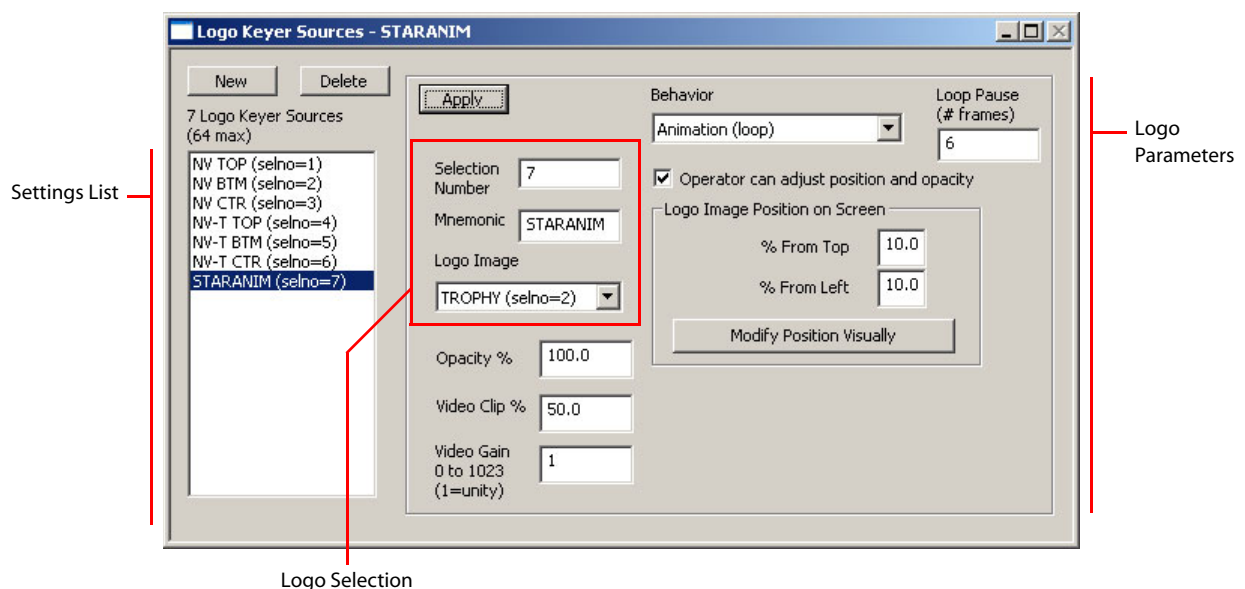 Logo Keyer Sources - STARANIM
New
Delete
7 Logo Keyer Sources
(64 max)
NV TOP (selno=1)
NV BTM (selno=2)
NV CTR (selno=3)
NV-T TOP (selno=4)
NV-T BTM (selno=5)
NV-T CTR (selno=6)
STARANIM (selno=7)
Apply
Selection
Number
7
Mnemonic
STARANIM
Logo Image
TROPHY (selno=2)
Opacity %
100.0
Video Clip %
50.0
Video Gain
0 to 1023
(1=unity)
1
Behavior
Animation (loop)
Loop Pause
(# frames)
6
Operator can adjust position and opacity
Logo Image Position on Screen
% From Top
10.0
% From Left
10.0
Modify Position Visually
Settings List
Logo
Parameters
Logo Selection